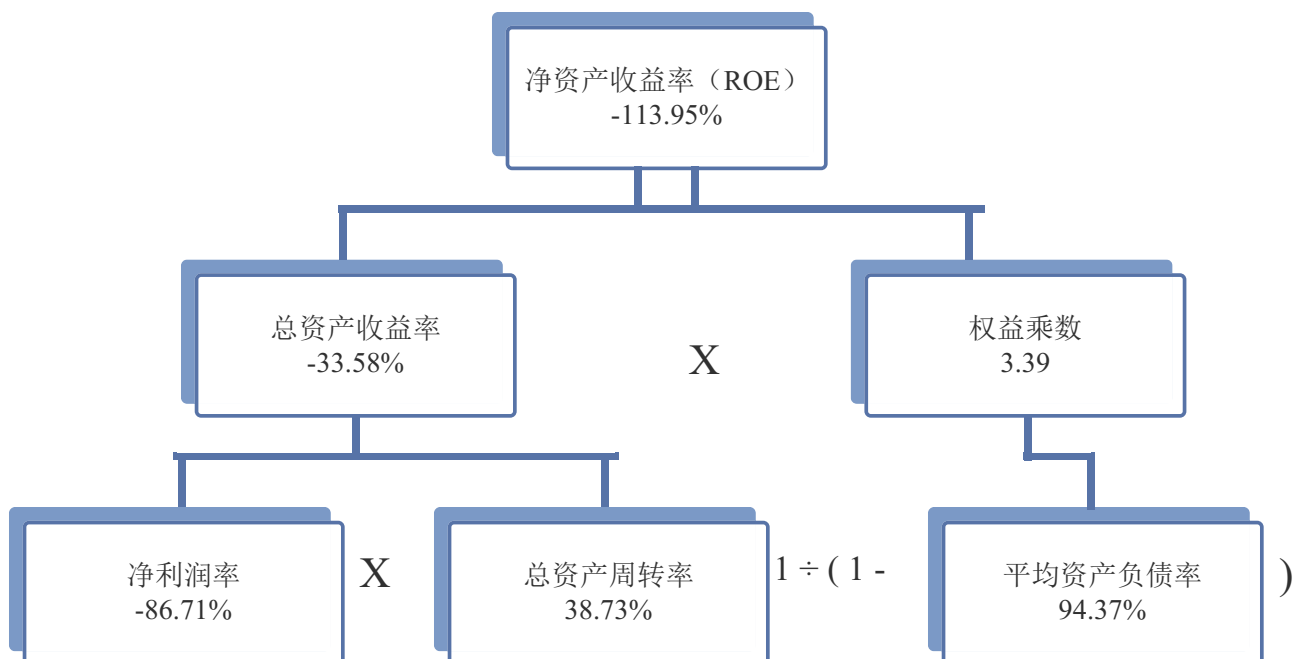 净资产收益率（ROE）
-113.95%
总资产收益率
-33.58%
X
权益乘数
3.39
净利润率
-86.71%
X
总资产周转率
38.73%
1 ÷ ( 1 -
平均资产负债率
94.37%
)